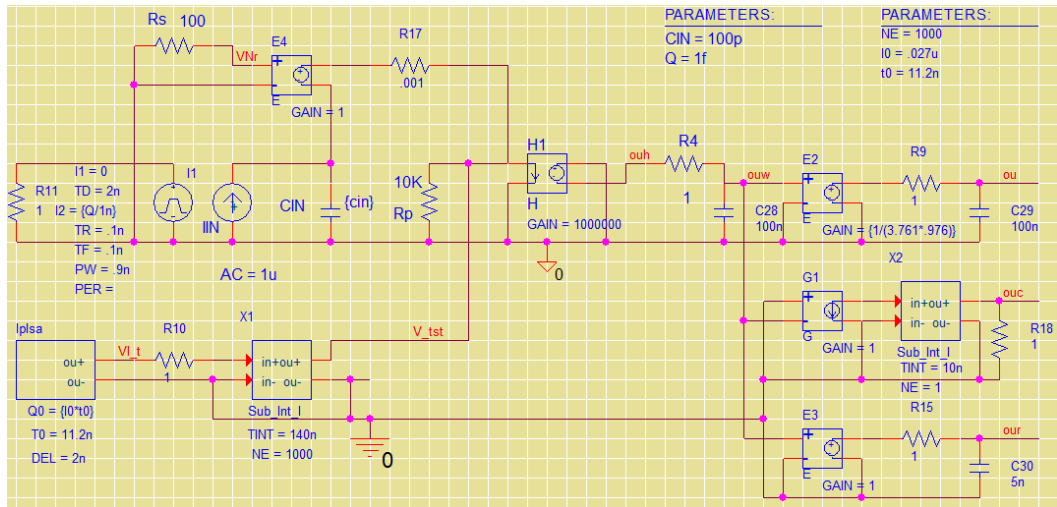 Rs 100
VNr
E4
+
-
E
GAIN = 1
R17
.001
PARAMETERS:
CIN = 100p
Q = 1f
PARAMETERS:
NE = 1000
I0 = .027u
t0 = 11.2n
R11
1
I1 = 0
TD = 2n
I2 = {Q/1n}
TR = .1n
TF = .1n
PW = .9n
PER =
I1
IIN
AC = 1u
CIN
{cin}
10K
Rp
H1
H
GAIN = 1000000
0
ouh
R4
1
ouw
C28
100n
E2
+
-
E
GAIN = {1/(3.761*.976)}
R9
1
ou
C29
100n
G1
+
-
G
GAIN = 1
X2
in+ou+
in- ou-
Sub_Int_I
TINT = 10n
NE = 1
ouc
R18
1
Iplsa
ou+
ou-
Q0 = {I0*t0}
T0 = 11.2n
DEL = 2n
VI_t
R10
1
X1
in+ou+
in- ou-
Sub_Int_I
TINT = 140n
NE = 1000
V_tst
0
E3
+
-
E
GAIN = 1
R15
1
our
C30
5n